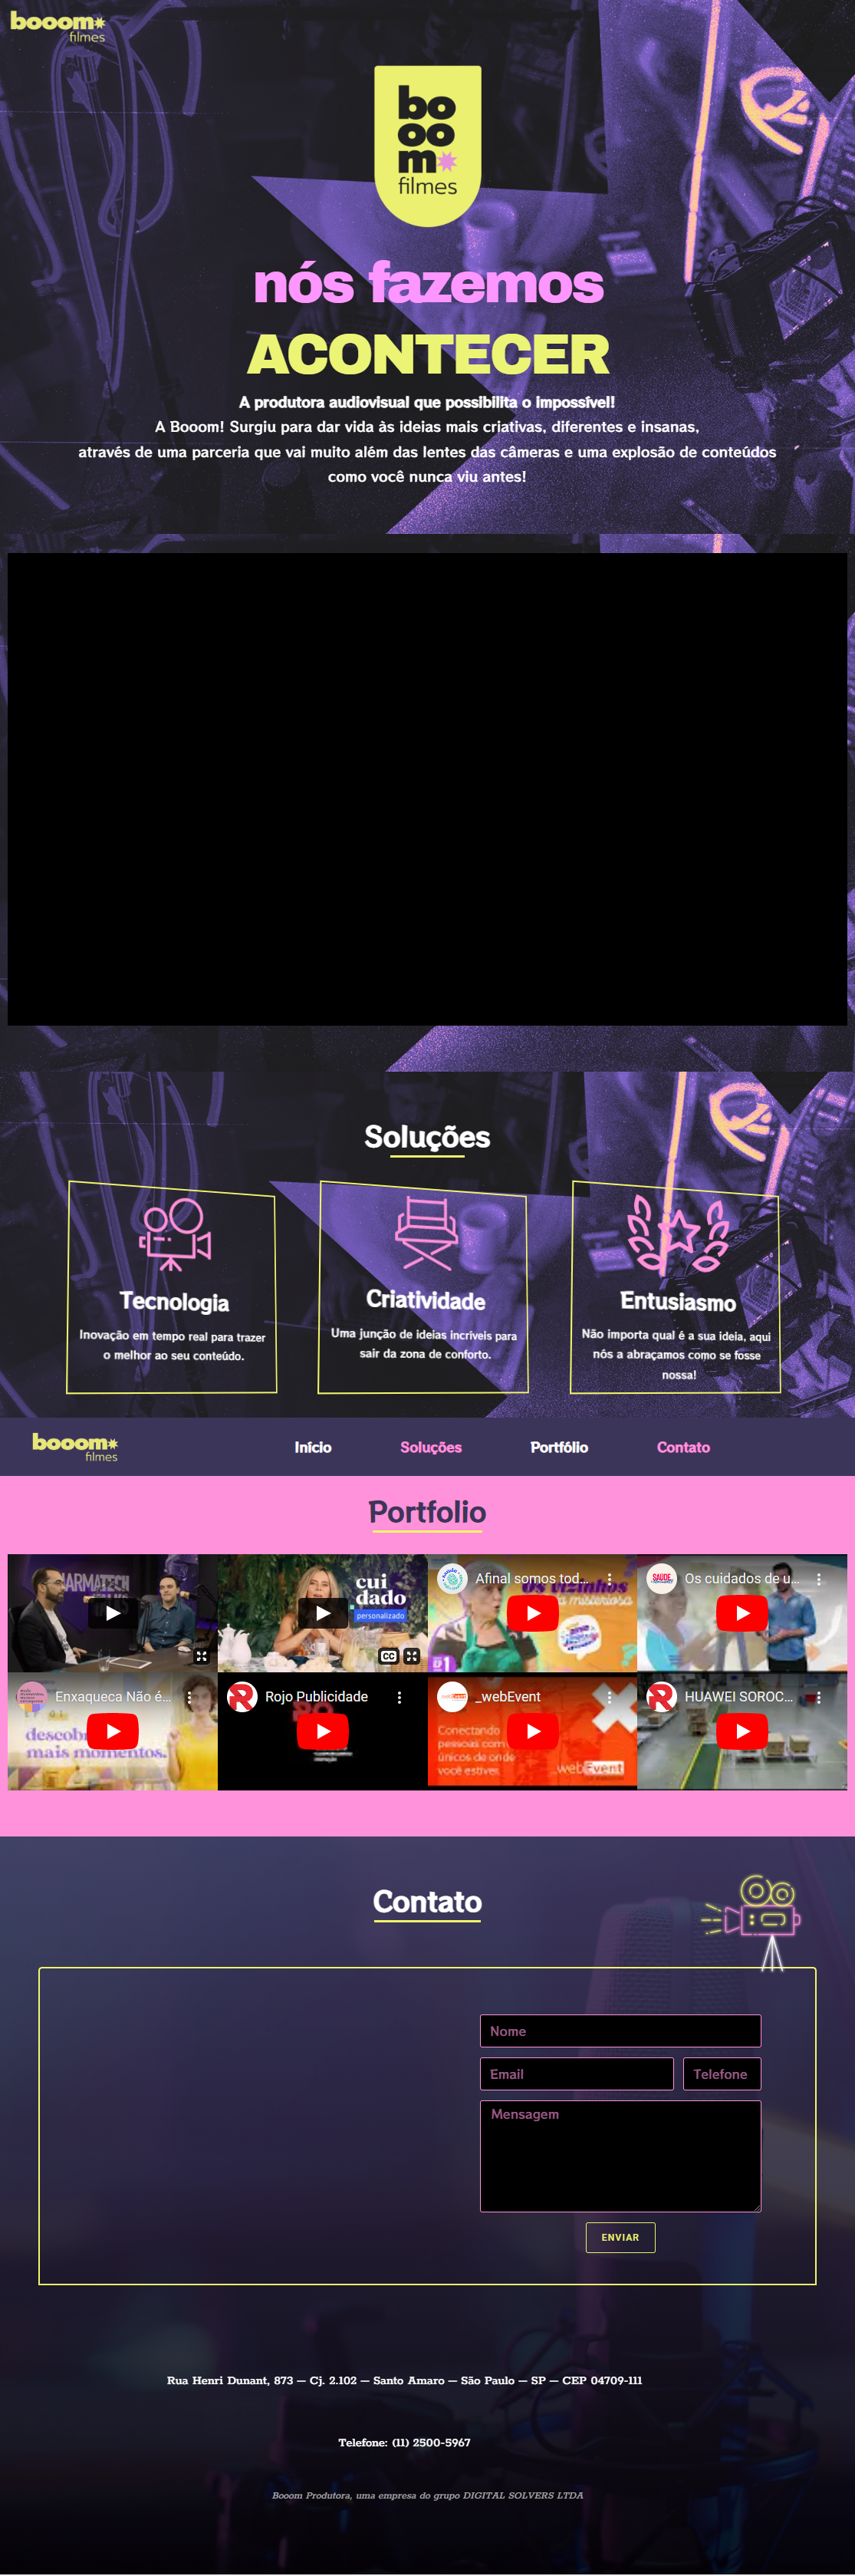 booom
filmes
bo
oo
m
filmes
nós fazemos
ACONTECER
A produtora audiovisual que possibilita o impossível!
A Booom! Surgiu para dar vida às ideias mais criativas, diferentes e insanas,
através de uma parceria que vai muito além das lentes das câmeras e uma explosão de conteúdos
como você nunca viu antes!
Soluções
Tecnologia
Inovação em tempo real para trazer
o melhor ao seu conteúdo.
Criatividade
Uma junção de ideias incríveis para
sair da zona de conforto.
Entusiasmo
Não importa qual é a sua ideia, aqui
nós a abraçamos como se fosse
nossa!
booom
filmes
Início Soluções Portfólio Contato
Portfolio
cui
dado
personalizado
CC
Afinal somos tod...
os vizinhos
a misteriosa
EP 1
Os cuidados de u...
SAÚDE
Enxaqueca Não é...
mais momentos.
Rojo Publicidade
_webEvent
Conectando
pessoas com
únicos de onde
você estiver.
_webEvent
HUAWEI SOROC...
Contato
Nome
Email Telefone
Mensagem
ENVIAR
Rua Henri Dunant, 873 – Cj. 2.102 – Santo Amaro – São Paulo – SP – CEP 04709-111
Telefone: (11) 2500-5967
Booom Produtora, uma empresa do grupo DIGITAL SOLVERS LTDA